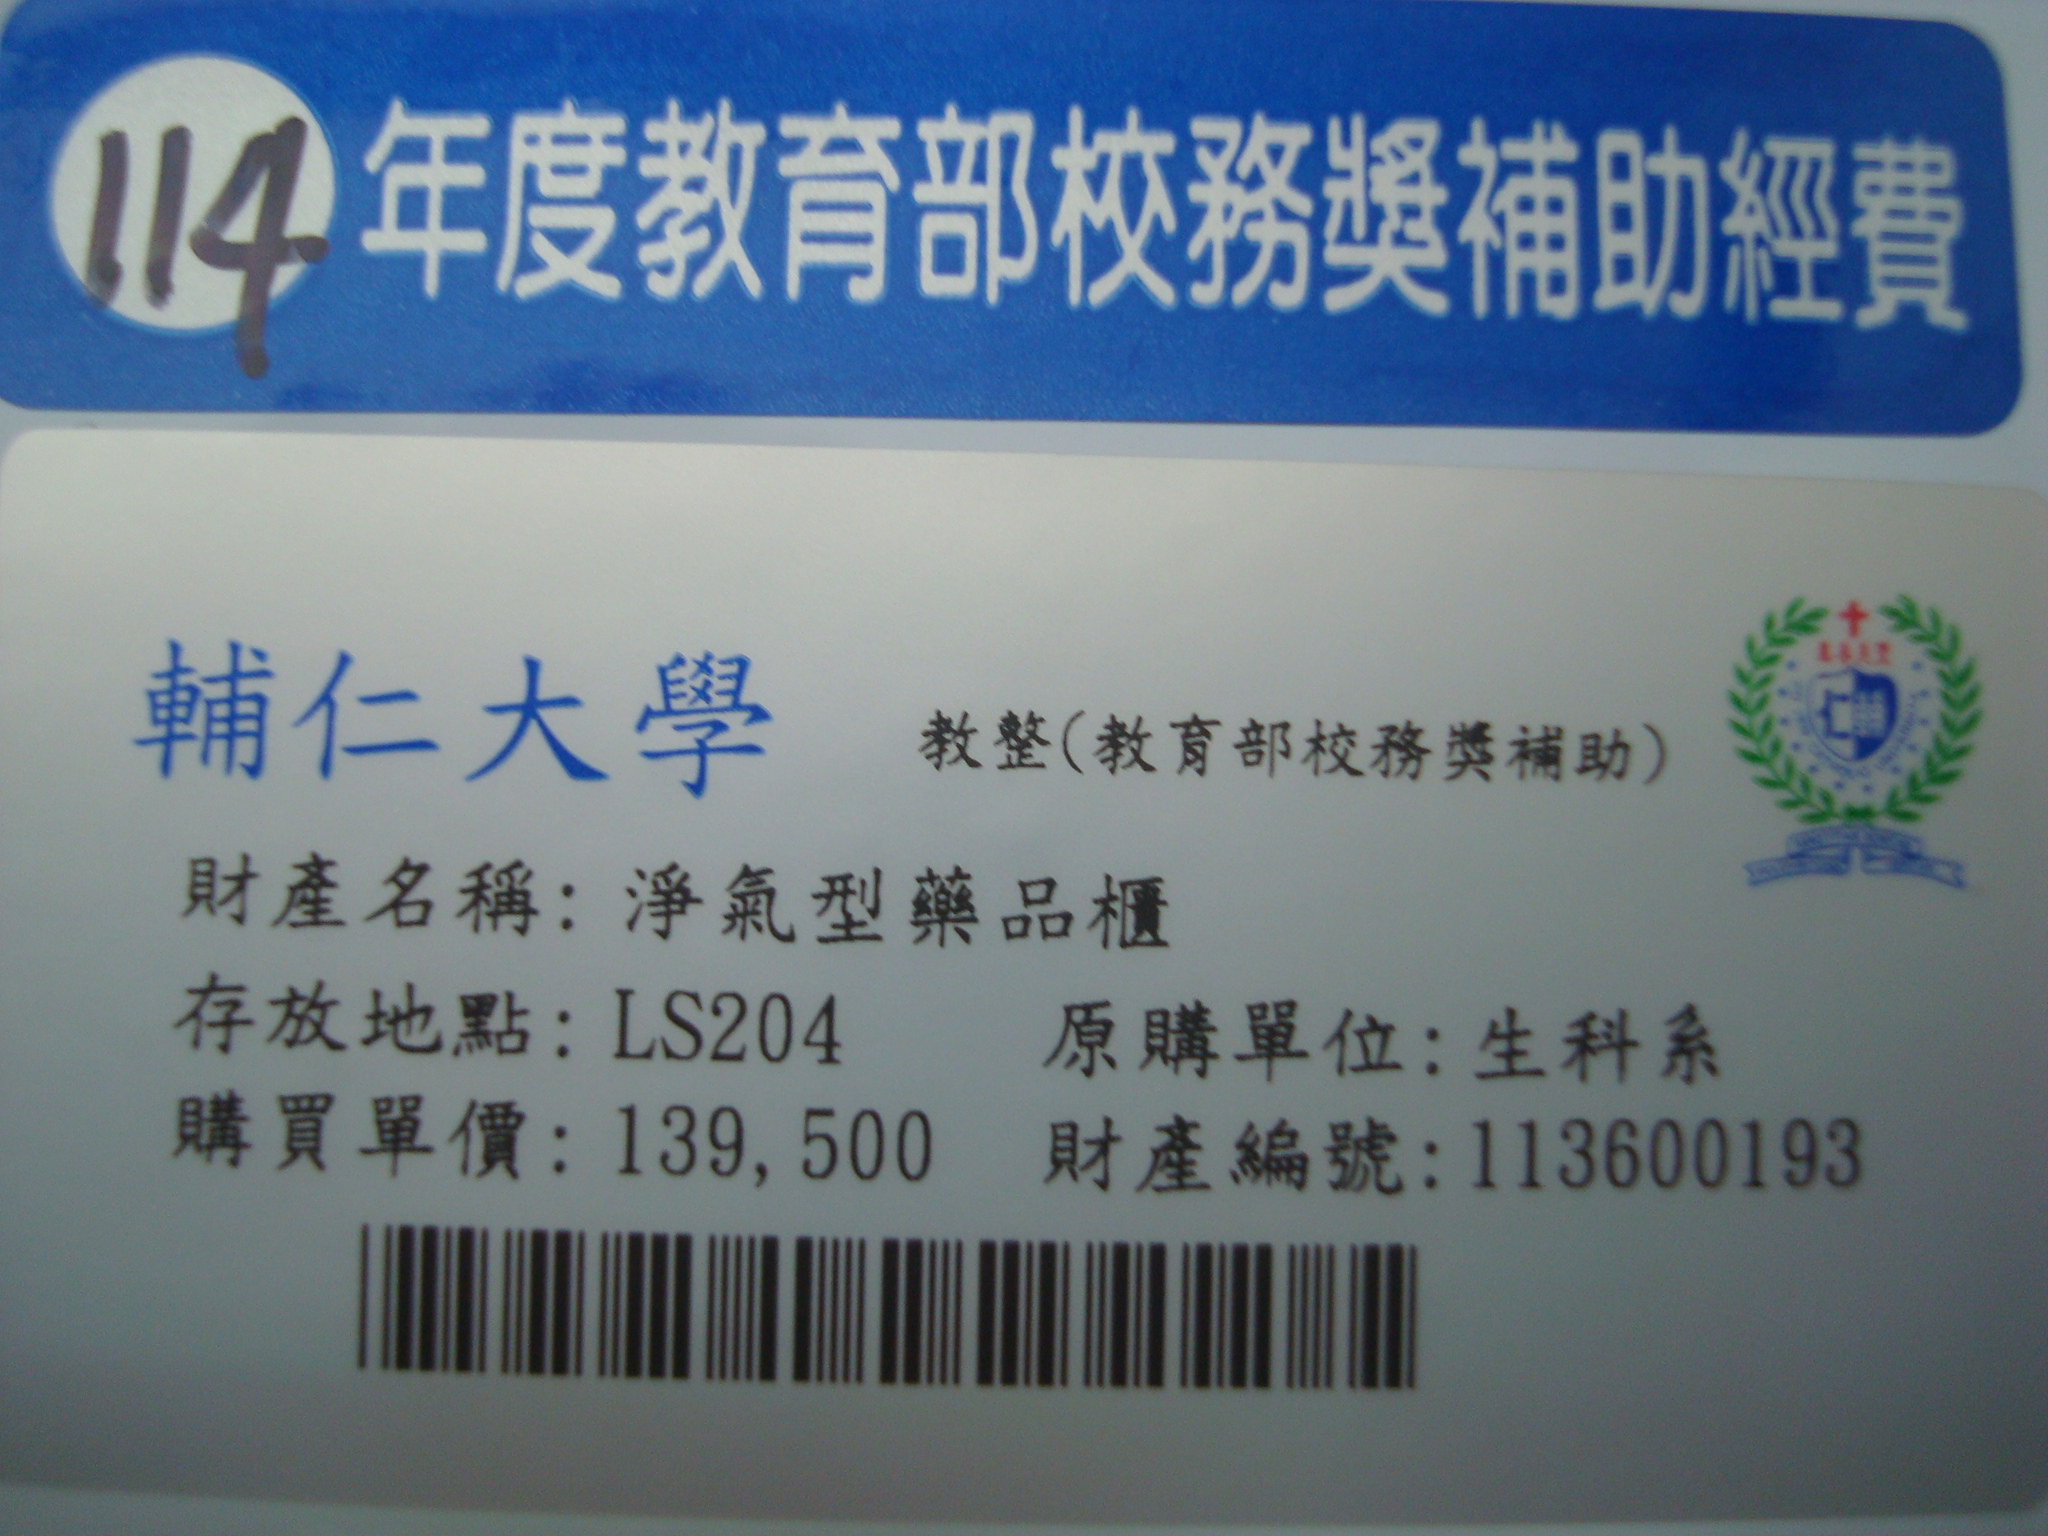 114年度教育部校務獎補助經費
輔仁大學 教整(教育部校務獎補助)
財產名稱: 淨氣型藥品櫃
存放地點: LS204 原購單位: 生科系
購買單價: 139,500 財產編號: 113600193